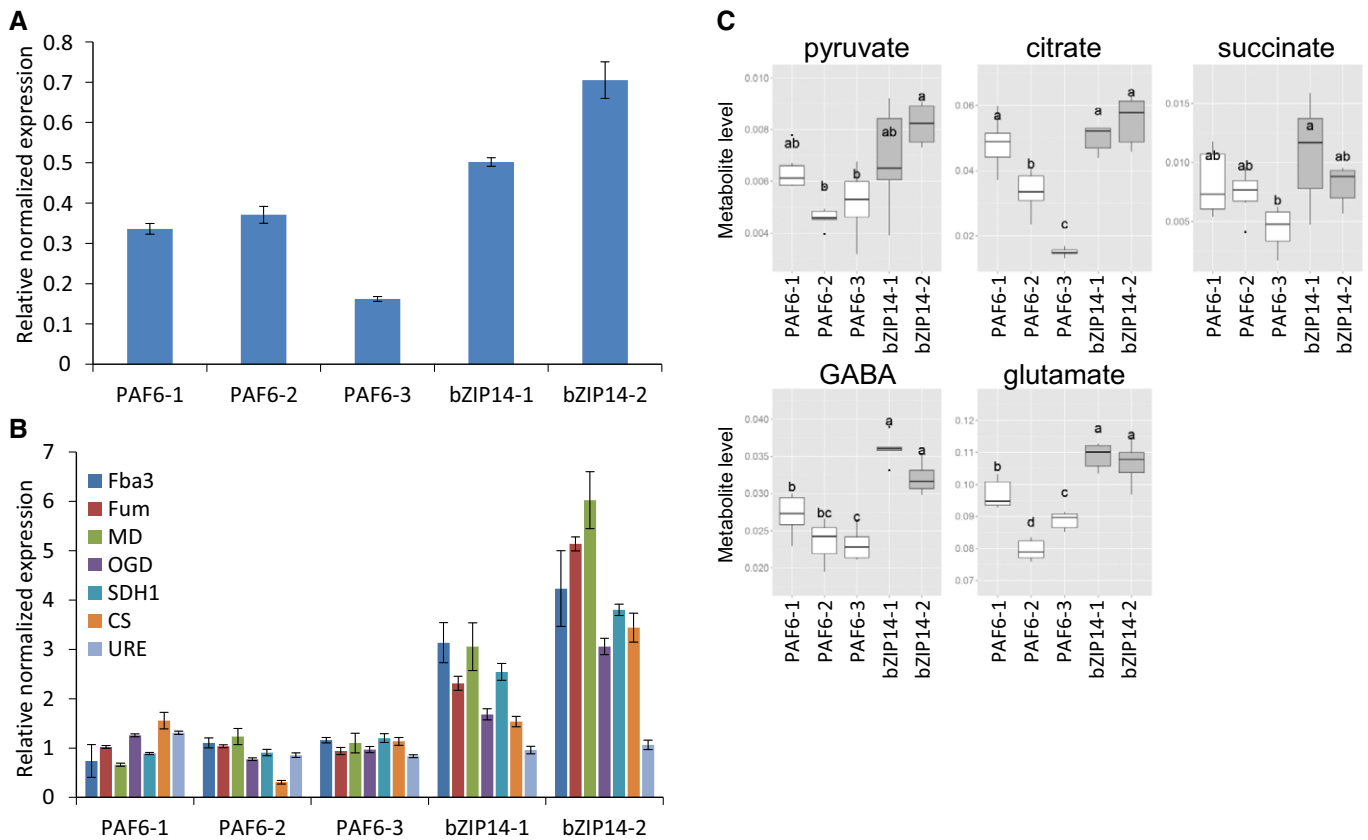 A
Relative normalized expression
0.8
0.7
0.6
0.5
0.4
0.3
0.2
0.1
0
PAF6-1 PAF6-2 PAF6-3 bZIP14-1 bZIP14-2
B
Relative normalized expression
7
6
5
4
3
2
1
0
Fba3
Fum
MD
OGD
SDH1
CS
URE
PAF6-1 PAF6-2 PAF6-3 bZIP14-1 bZIP14-2
C
Metabolite level
pyruvate
0.010
0.008
0.006
0.004
ab b b ab a
PAF6-1 PAF6-2 PAF6-3 bZIP14-1 bZIP14-2
citrate
0.06
0.04
0.02
a b c a a
PAF6-1 PAF6-2 PAF6-3 bZIP14-1 bZIP14-2
succinate
0.015
0.010
0.005
ab ab b a ab
PAF6-1 PAF6-2 PAF6-3 bZIP14-1 bZIP14-2
Metabolite level
GABA
0.040
0.035
0.030
0.025
0.020
b bc c a a
PAF6-1 PAF6-2 PAF6-3 bZIP14-1 bZIP14-2
glutamate
0.12
0.11
0.10
0.09
0.08
0.07
b d c a a
PAF6-1 PAF6-2 PAF6-3 bZIP14-1 bZIP14-2